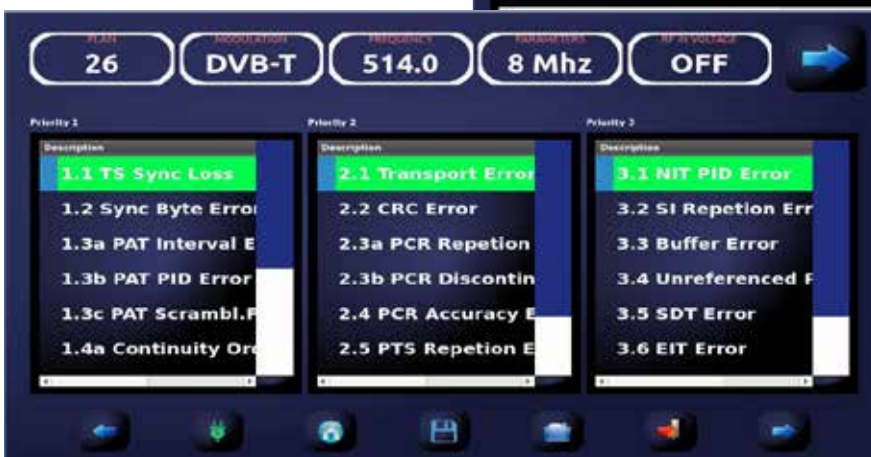 PLAN MODULATION FREQUENCY PARAMETERS RF IN VOLTAGE
26 DVB-T 514.0 8 Mhz OFF
Priority 1
Description
1.1 TS Sync Loss
1.2 Sync Byte Error
1.3a PAT Interval E
1.3b PAT PID Error
1.3c PAT Scrambl.F
1.4a Continuity Ord
Priority 2
Description
2.1 Transport Error
2.2 CRC Error
2.3a PCR Repetion
2.3b PCR Discontin
2.4 PCR Accuracy E
2.5 PTS Repetion E
Priority 3
Description
3.1 NIT PID Error
3.2 SI Repetion Err
3.3 Buffer Error
3.4 Unreferenced P
3.5 SDT Error
3.6 EIT Error